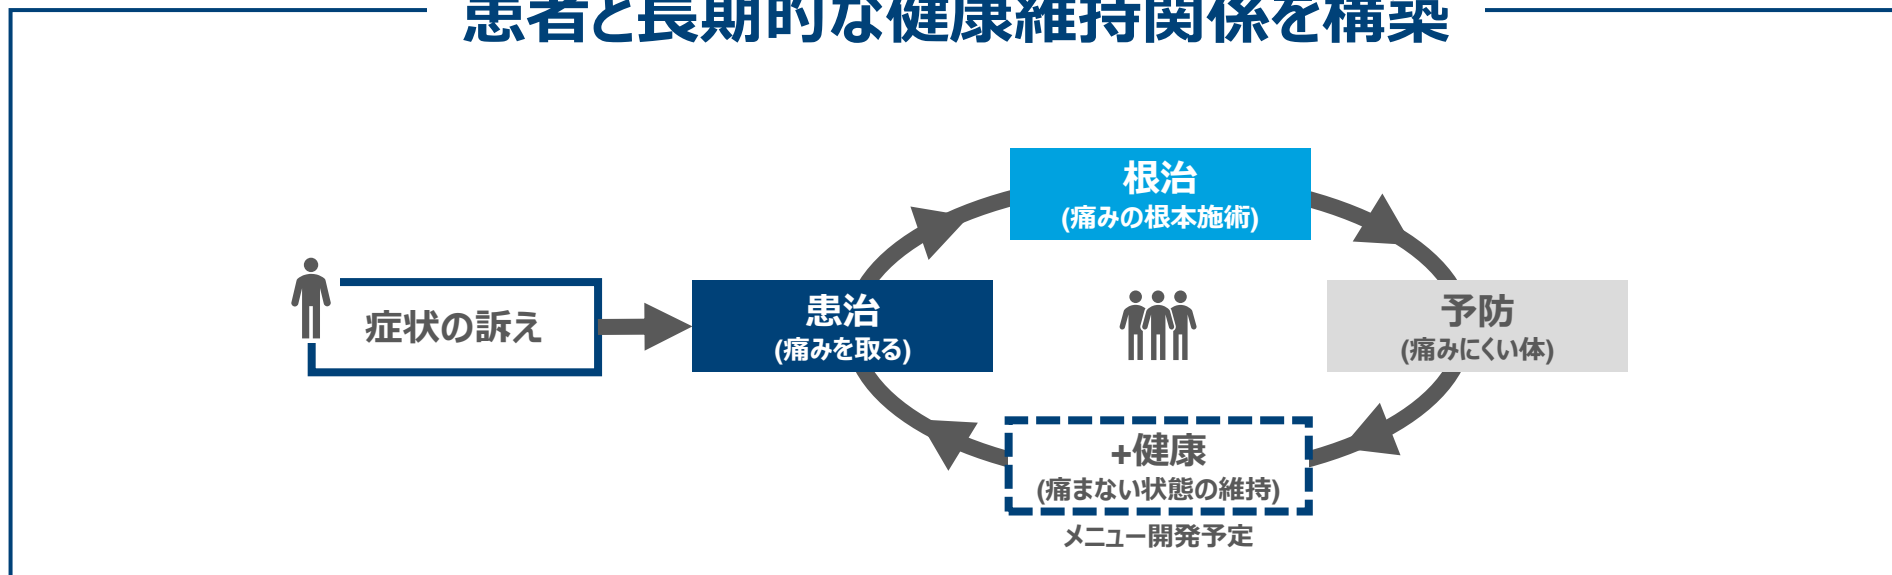 患者と長期的な健康維持関係を構築
根治
(痛みの根本施術)
症状の訴え
患治
(痛みを取る)
予防
(痛みにくい体)
+健康
(痛まない状態の維持)
メニュー開発予定